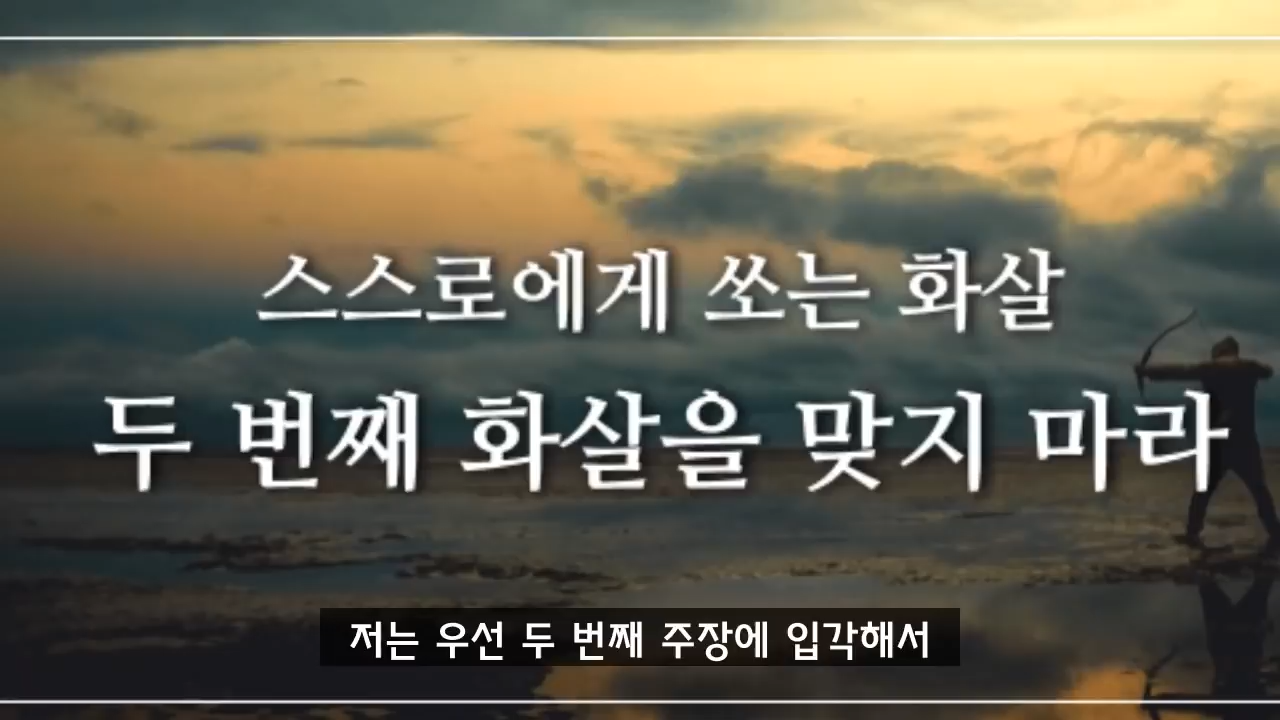 스스로에게 쏘는 화살
두 번째 화살을 맞지 마라
저는 우선 두 번째 주장에 입각해서